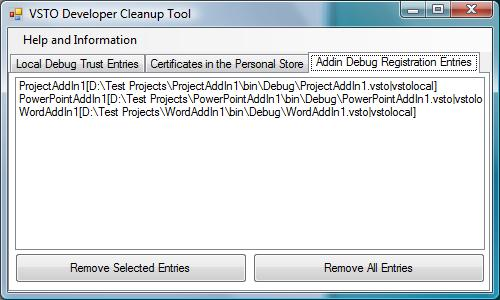 VSTO Developer Cleanup Tool
Help and Information
Local Debug Trust Entries Certificates in the Personal Store Addin Debug Registration Entries
ProjectAddIn1[D:\Test Projects\ProjectAddIn1\bin\Debug\ProjectAddIn1.vsto|vstolocal]
PowerPointAddIn1[D:\Test Projects\PowerPointAddIn1\bin\Debug\PowerPointAddIn1.vsto|vstolo
WordAddIn1[D:\Test Projects\WordAddIn1\bin\Debug\WordAddIn1.vsto|vstolocal]
Remove Selected Entries Remove All Entries